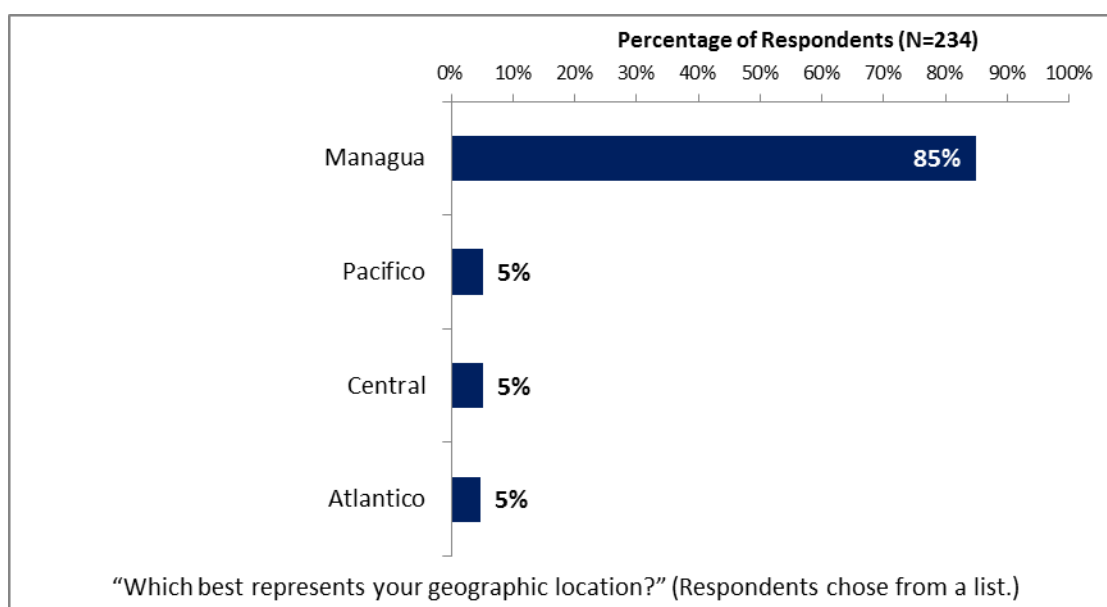 Percentage of Respondents (N=234)
0% 10% 20% 30% 40% 50% 60% 70% 80% 90% 100%
Managua 85%
Pacifico 5%
Central 5%
Atlantico 5%
“Which best represents your geographic location?” (Respondents chose from a list.)